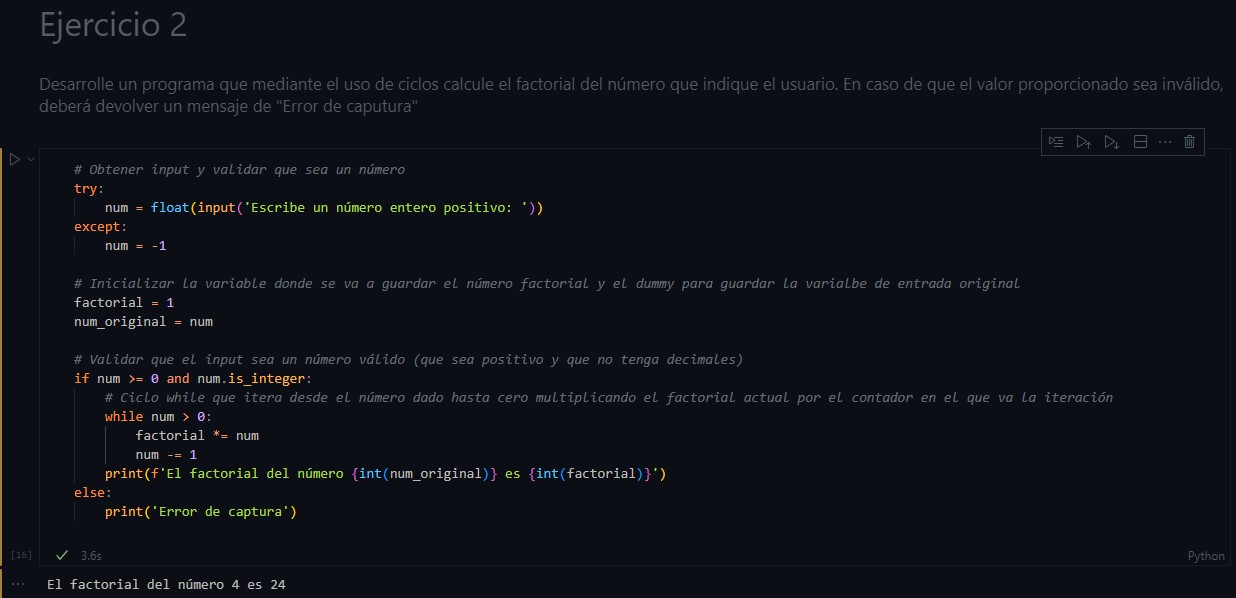 Ejercicio 2
Desarrolle un programa que mediante el uso de ciclos calcule el factorial del número que indique el usuario. En caso de que el valor proporcionado sea inválido,
deberá devolver un mensaje de "Error de caputura"
# Obtener input y validar que sea un número
try:
    num = float(input('Escribe un número entero positivo: '))
except:
    num = -1
# Inicializar la variable donde se va a guardar el número factorial y el dummy para guardar la varialbe de entrada original
factorial = 1
num_original = num
# Validar que el input sea un número válido (que sea positivo y que no tenga decimales)
if num >= 0 and num.is_integer:
    # Ciclo while que itera desde el número dado hasta cero multiplicando el factorial actual por el contador en el que va la iteración
    while num > 0:
        factorial *= num
        num -= 1
    print(f'El factorial del número {int(num_original)} es {int(factorial)}')
else:
    print('Error de captura')
[16] 3.6s Python
El factorial del número 4 es 24